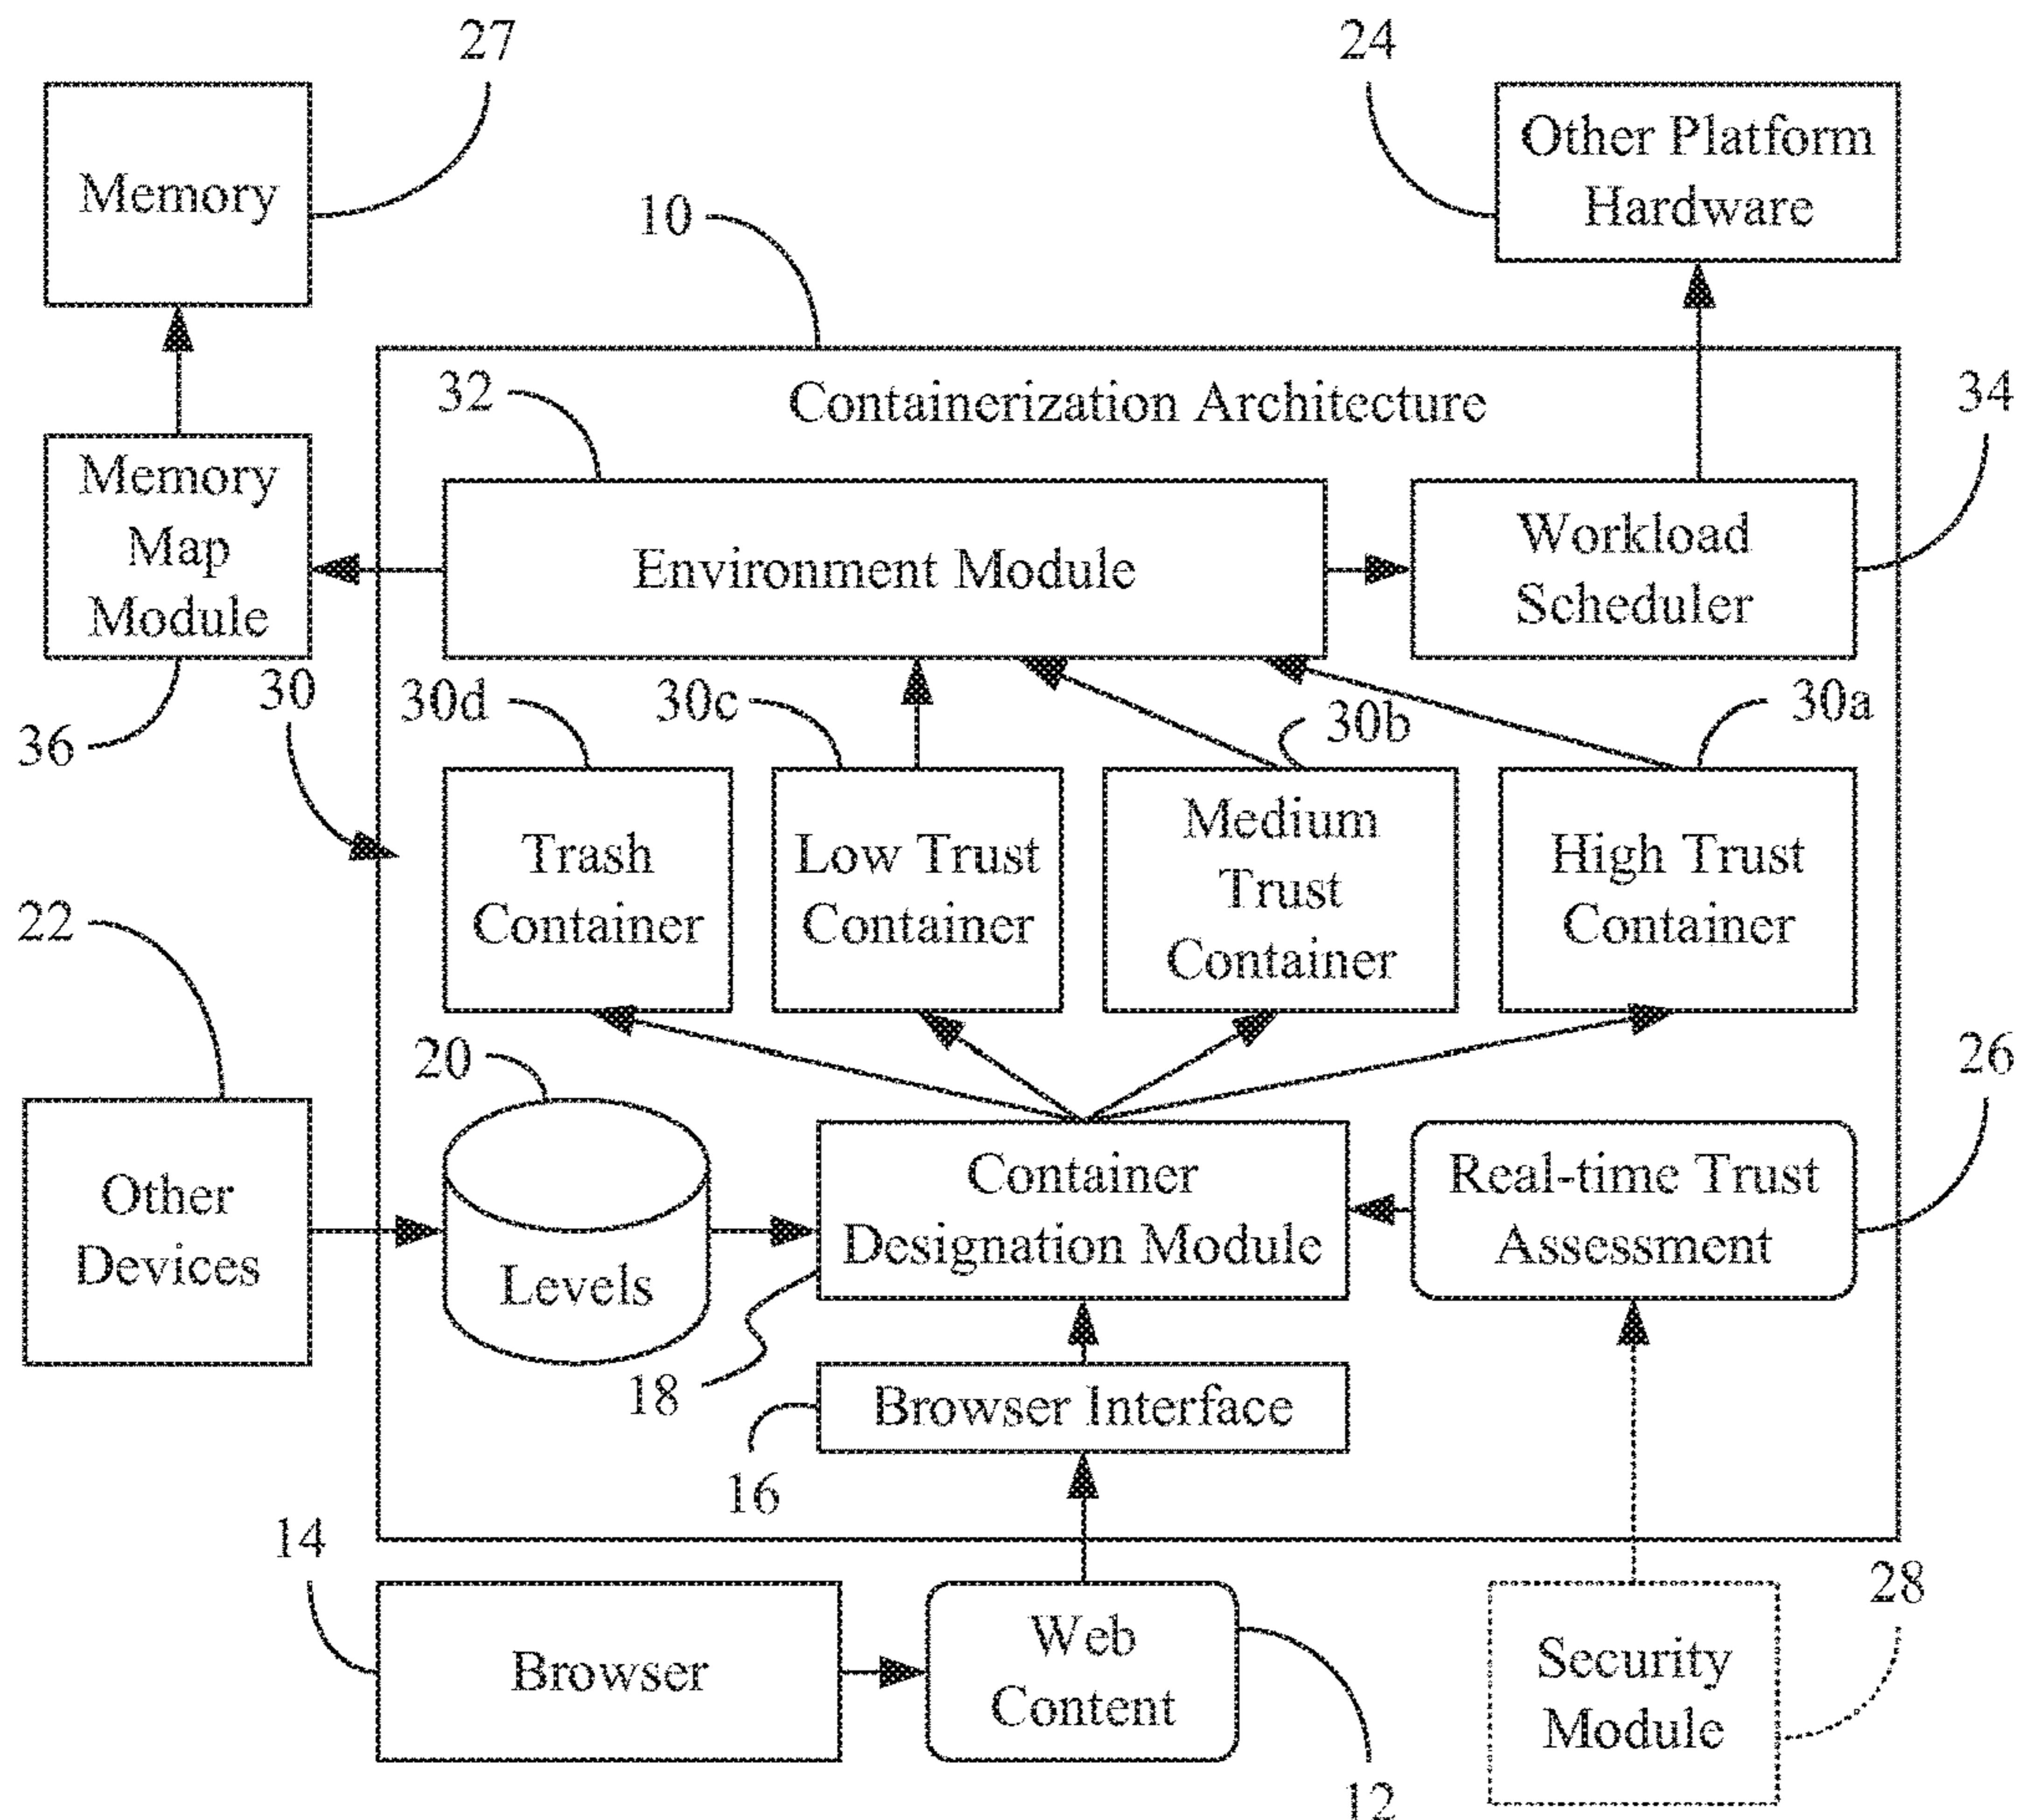 27
24
Memory
Other Platform
Hardware
10
Containerization Architecture
32
34
Memory
Map
Module
Environment Module
Workload
Scheduler
36
30
30d
30c
30b
30a
Trash
Container
Low Trust
Container
Medium
Trust
Container
High Trust
Container
22
20
26
Other
Devices
Levels
Container
Designation Module
Real-time Trust
Assessment
18
Browser Interface
16
14
28
Browser
Web
Content
Security
Module
12